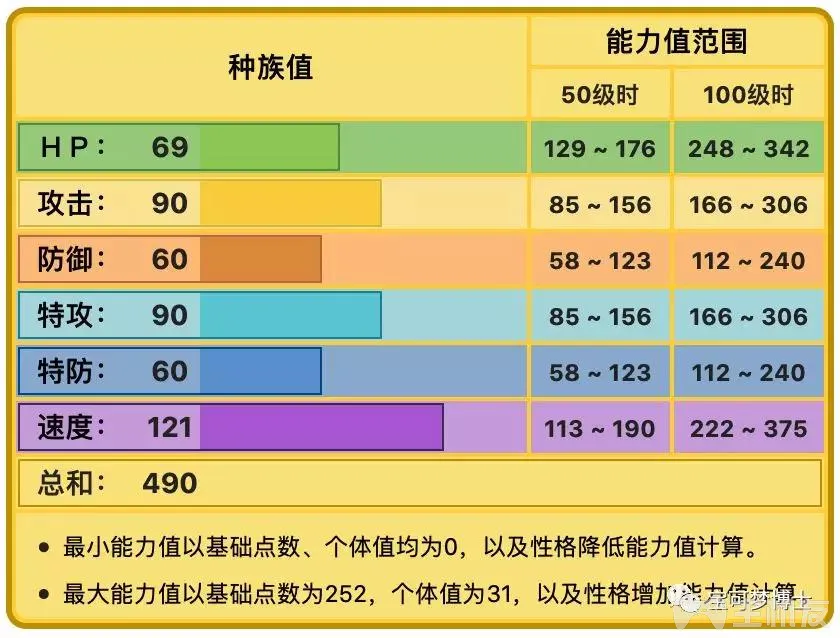 种族值
能力值范围
50级时 100级时
HP： 69 129 ~ 176 248 ~ 342
攻击： 90 85 ~ 156 166 ~ 306
防御： 60 58 ~ 123 112 ~ 240
特攻： 90 85 ~ 156 166 ~ 306
特防： 60 58 ~ 123 112 ~ 240
速度： 121 113 ~ 190 222 ~ 375
总和： 490
• 最小能力值以基础点数、个体值均为0，以及性格降低能力值计算。
• 最大能力值以基础点数为252，个体值为31，以及性格增加能力值计算